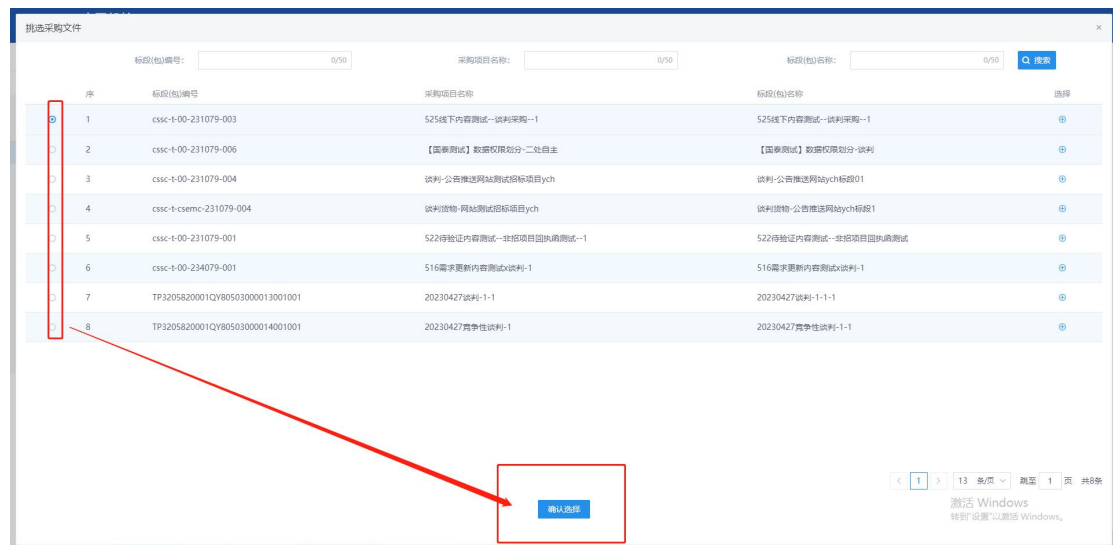 挑选采购文件 ×
标段(包)编号: 0/50 采购项目名称: 0/50 标段(包)名称: 0/50 搜索
序 标段(包)编号 采购项目名称 标段(包)名称 选择
1 cssc-t-00-231079-003 525线下内容测试--谈判采购--1 525线下内容测试--谈判采购--1
2 cssc-t-00-231079-006 【国泰测试】数据权限划分-二处自主 【国泰测试】数据权限划分-谈判
3 cssc-t-00-231079-004 谈判-公告推送网站测试招标项目ych 谈判-公告推送网站ych标段01
4 cssc-t-csemc-231079-004 谈判货物-网站测试招标项目ych 谈判货物-公告推送网站ych标段1
5 cssc-t-00-231079-001 522待验证内容测试--非招项目回执函测试--1 522待验证内容测试--非招项目回执函测试
6 cssc-t-00-234079-001 516需求更新内容测试x谈判-1 516需求更新内容测试x谈判-1
7 TP3205820001QY80503000013001001 20230427谈判-1-1 20230427谈判-1-1-1
8 TP3205820001QY80503000014001001 20230427竞争性谈判-1 20230427竞争性谈判-1-1
< 1 > 13 条/页 跳至 1 页 共8条
确认选择
激活 Windows
转到"设置"以激活 Windows。